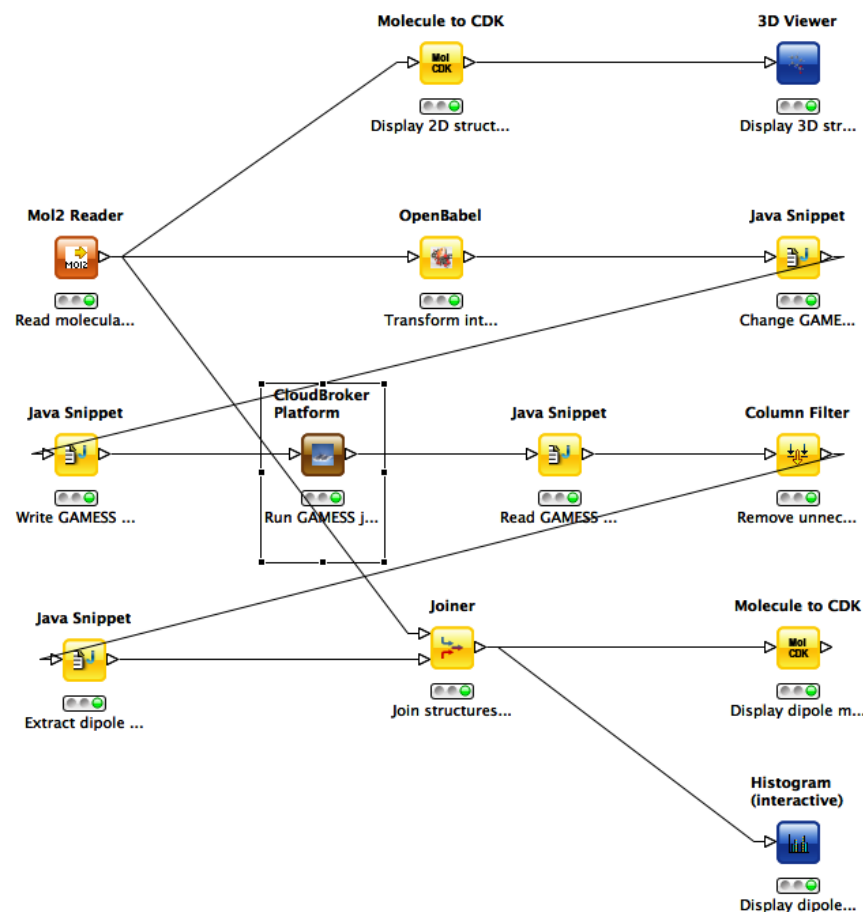 Molecule to CDK
3D Viewer
Mol
CDK
Display 2D struct...
Display 3D str...
Mol2 Reader
OpenBabel
Java Snippet
MOl2
Read molecula...
Transform int...
Change GAME...
Java Snippet
CloudBroker
Platform
Java Snippet
Column Filter
Write GAMESS ...
Run GAMESS j...
Read GAMESS ...
Remove unnec...
Java Snippet
Joiner
Molecule to CDK
Mol
CDK
Extract dipole ...
Join structures...
Display dipole m...
Histogram
(interactive)
Display dipole...